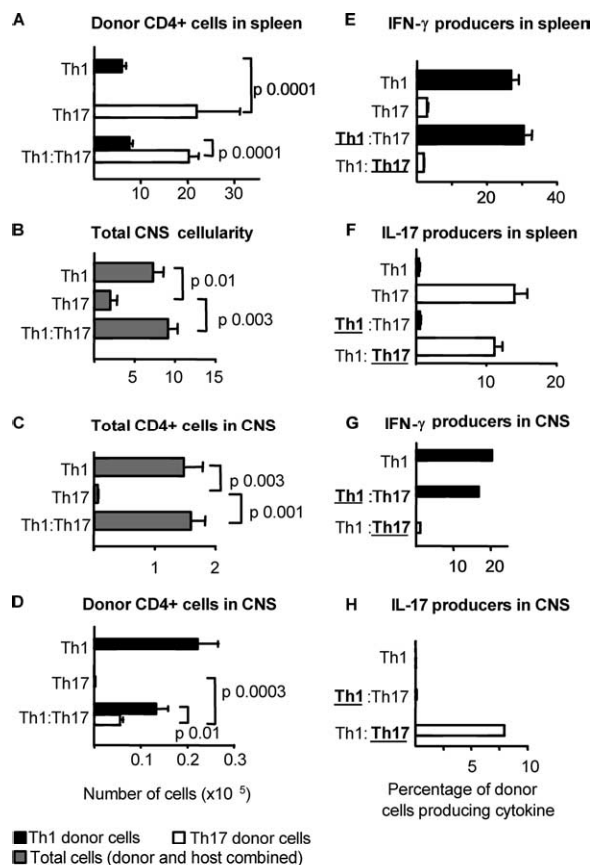 A Donor CD4+ cells in spleen
Th1
Th17
Th1:Th17
p 0.0001
p 0.0001
10 20 30
B Total CNS cellularity
Th1
Th17
Th1:Th17
p 0.01
p 0.003
5 10 15
C Total CD4+ cells in CNS
Th1
Th17
Th1:Th17
p 0.003
p 0.001
1 2
D Donor CD4+ cells in CNS
Th1
Th17
Th1:Th17
p 0.0003
p 0.01
0.1 0.2 0.3
Number of cells (x10 5)
E IFN-γ producers in spleen
Th1
Th17
Th1 :Th17
Th1: Th17
20 40
F IL-17 producers in spleen
Th1
Th17
Th1 :Th17
Th1: Th17
10 20
G IFN-γ producers in CNS
Th1
Th1 :Th17
Th1 :Th17
10 20
H IL-17 producers in CNS
Th1
Th1 :Th17
Th1: Th17
5 10
Percentage of donor
cells producing cytokine
Th1 donor cells Th17 donor cells
Total cells (donor and host combined)